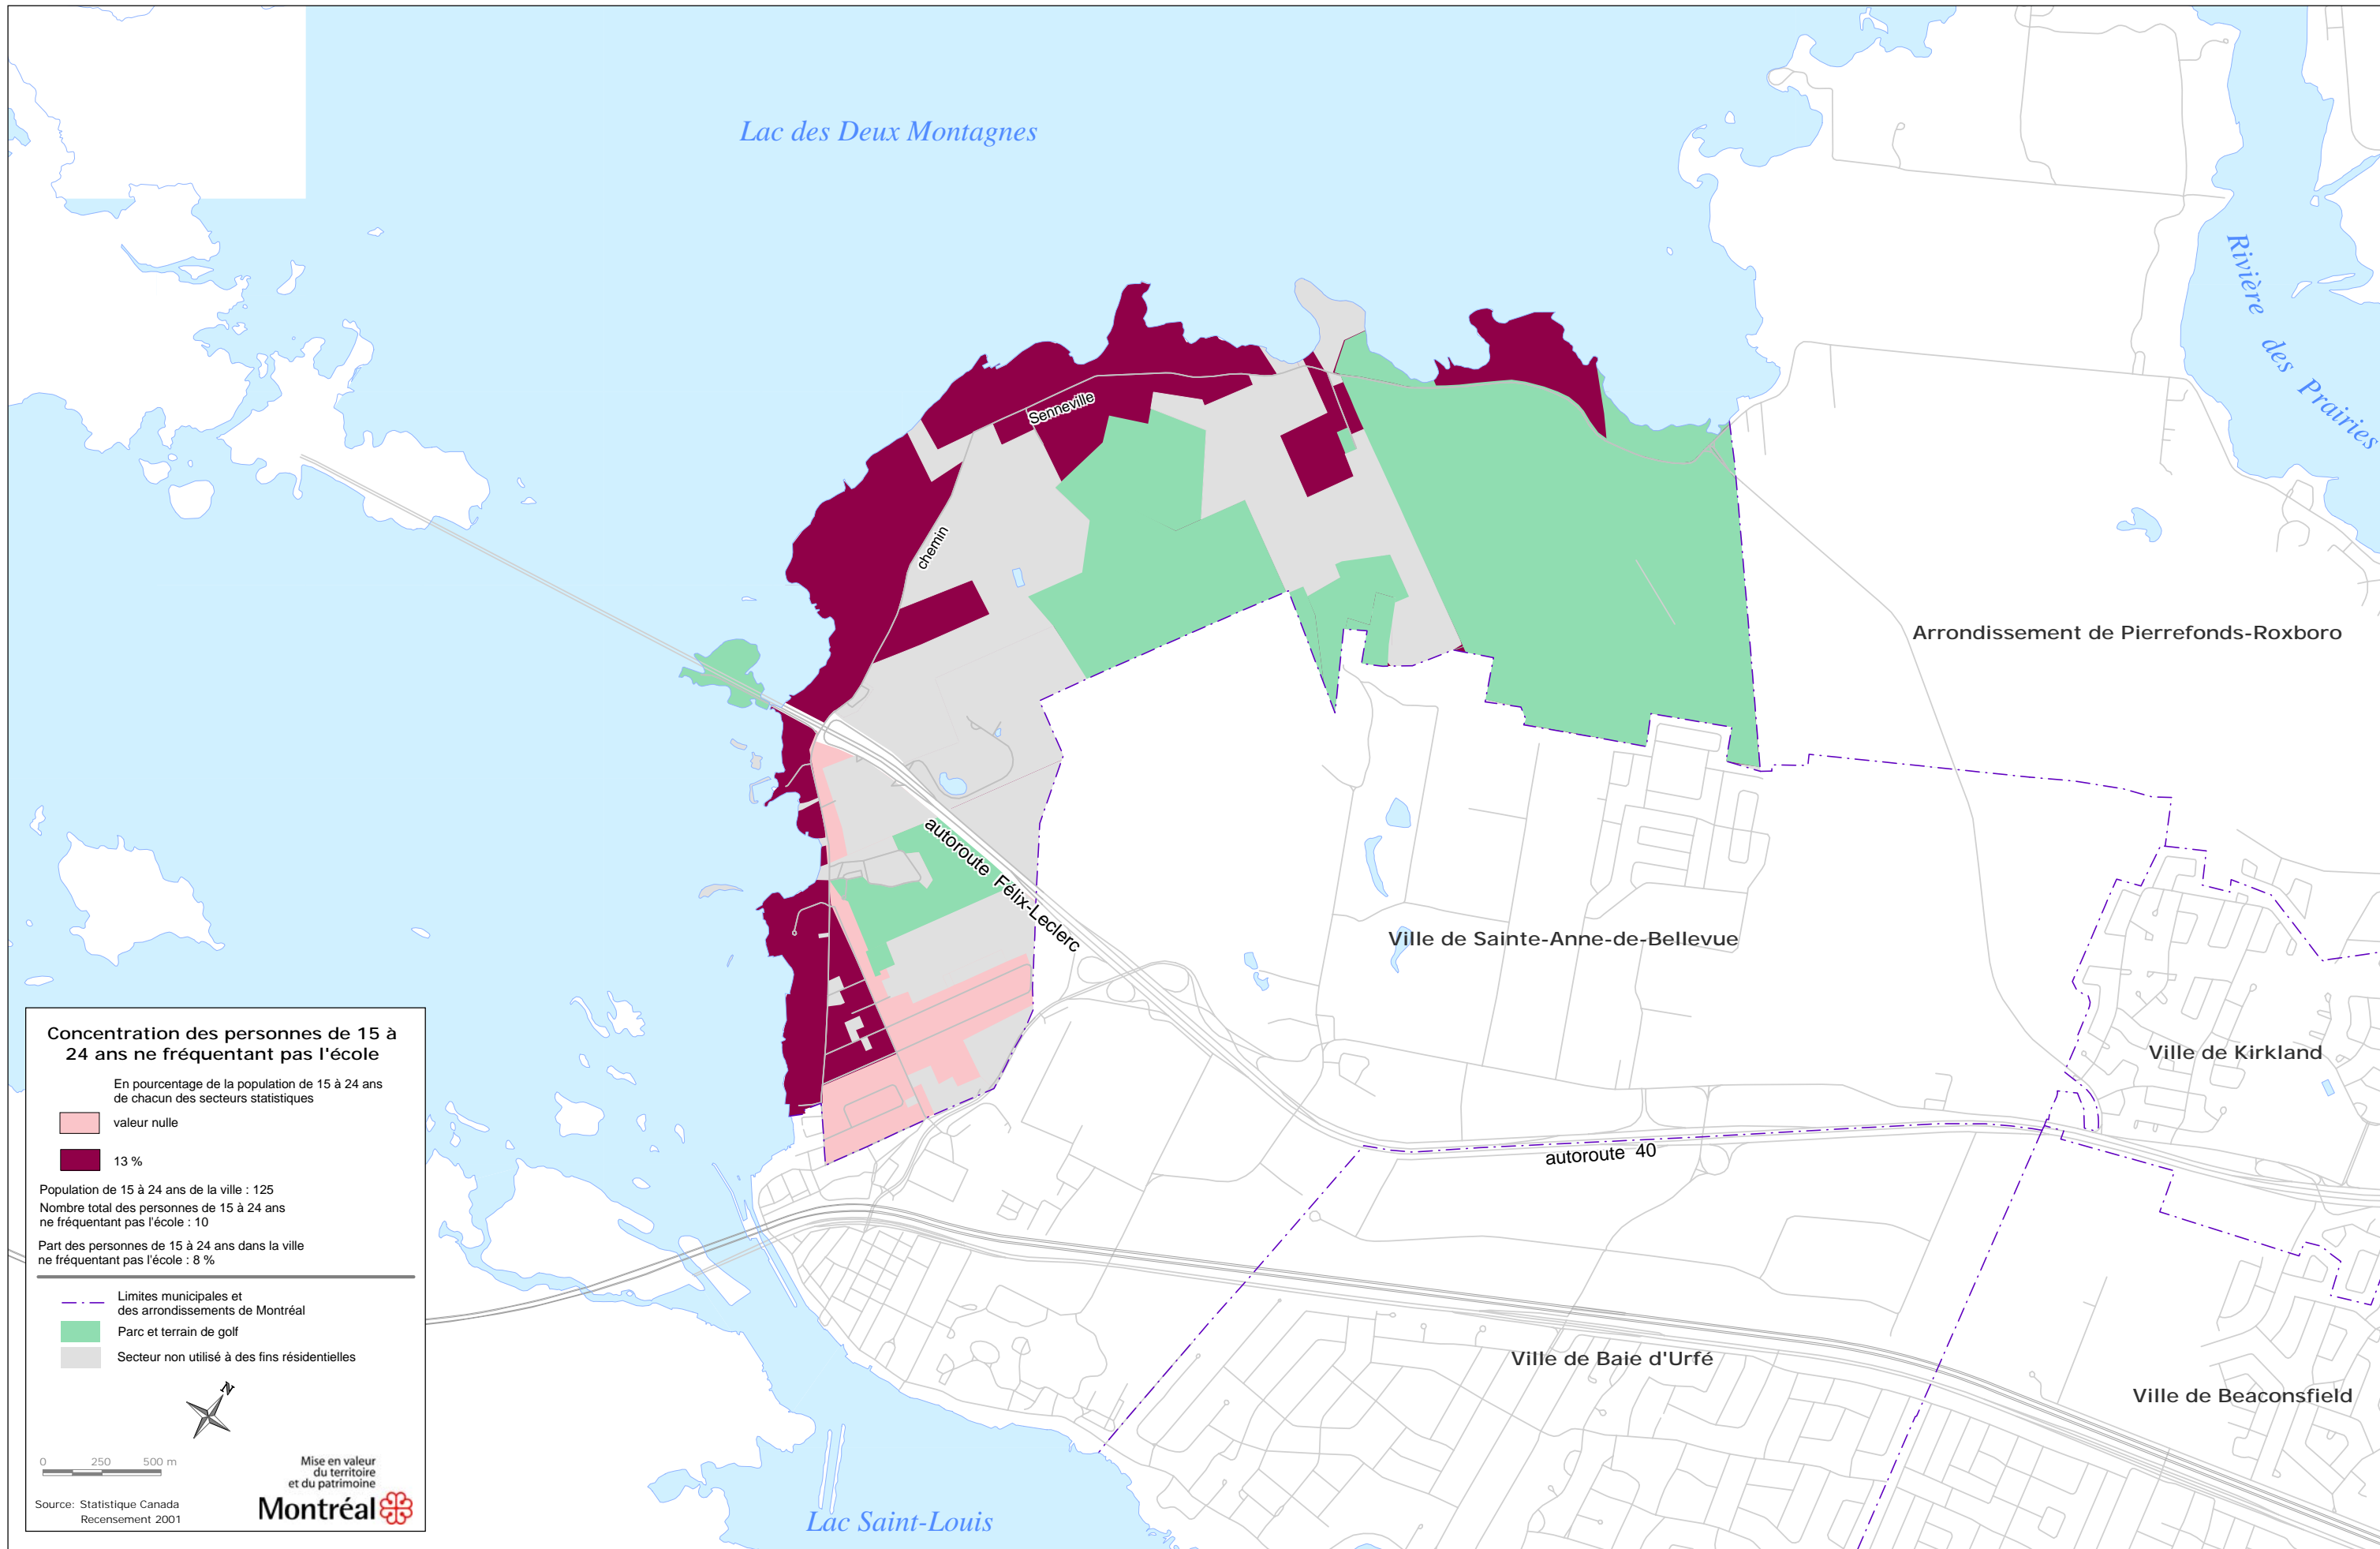 Lac des Deux Montagnes
Rivière des Prairies
Senneville
chemin
Arrondissement de Pierrefonds-Roxboro
autoroute Félix-Leclerc
Ville de Sainte-Anne-de-Bellevue
Ville de Kirkland
autoroute 40
Ville de Baie d'Urfé
Ville de Beaconsfield
Lac Saint-Louis
Concentration des personnes de 15 à
24 ans ne fréquentant pas l'école
En pourcentage de la population de 15 à 24 ans
de chacun des secteurs statistiques
valeur nulle
13 %
Population de 15 à 24 ans de la ville : 125
Nombre total des personnes de 15 à 24 ans
ne fréquentant pas l'école : 10
Part des personnes de 15 à 24 ans dans la ville
ne fréquentant pas l'école : 8 %
Limites municipales et
des arrondissements de Montréal
Parc et terrain de golf
Secteur non utilisé à des fins résidentielles
N
0 250 500 m
Mise en valeur
du territoire
et du patrimoine
Montréal
Source: Statistique Canada
Recensement 2001